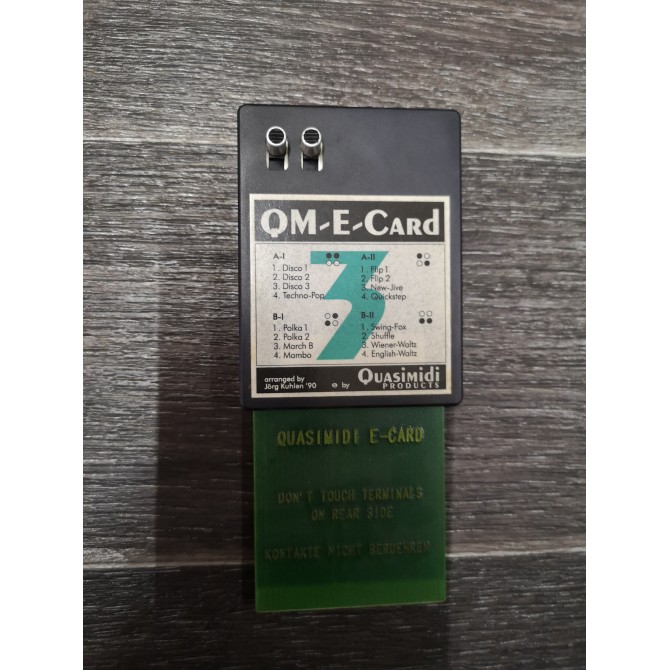 QM-E-CARD
3
A-I
1. Disco 1
2. Disco 2
3. Disco 3
4. Techno-Pop
A-II
1. Flip 1
2. Flip 2
3. New-Jive
4. Quickstep
B-I
1. Polka 1
2. Polka 2
3. March B
4. Mambo
B-II
1. Swing-Fox
2. Shuffle
3. Wiener-Waltz
4. English-Waltz
arranged by
Jörg Kuhlen '90
℗ by
QUASIMIDI
PRODUCTS
QUASIMIDI E-CARD
DON'T TOUCH TERMINALS
ON REAR SIDE
KONTAKTE NICHT BERUEHREN